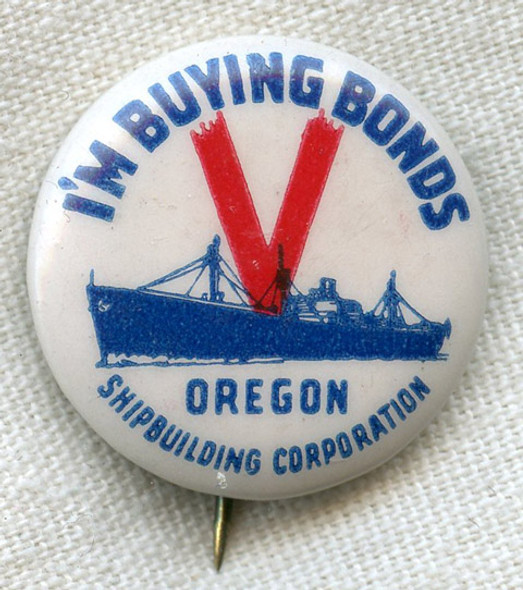 I'M BUYING BONDS
V
OREGON
SHIPBUILDING CORPORATION